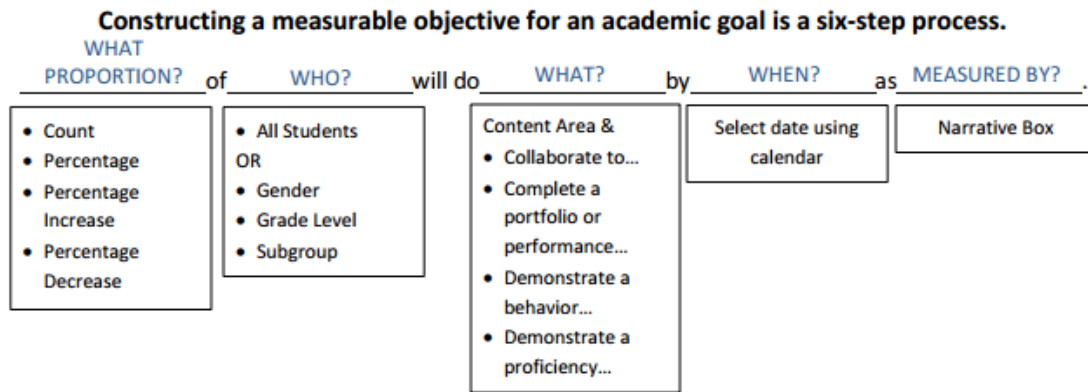 Constructing a measurable objective for an academic goal is a six-step process.
WHAT
PROPORTION? of WHO? will do WHAT? by WHEN? as MEASURED BY? .
• Count
• Percentage
• Percentage
Increase
• Percentage
Decrease
• All Students
OR
• Gender
• Grade Level
• Subgroup
Content Area &
• Collaborate to...
• Complete a
portfolio or
performance...
• Demonstrate a
behavior...
• Demonstrate a
proficiency...
Select date using
calendar
Narrative Box